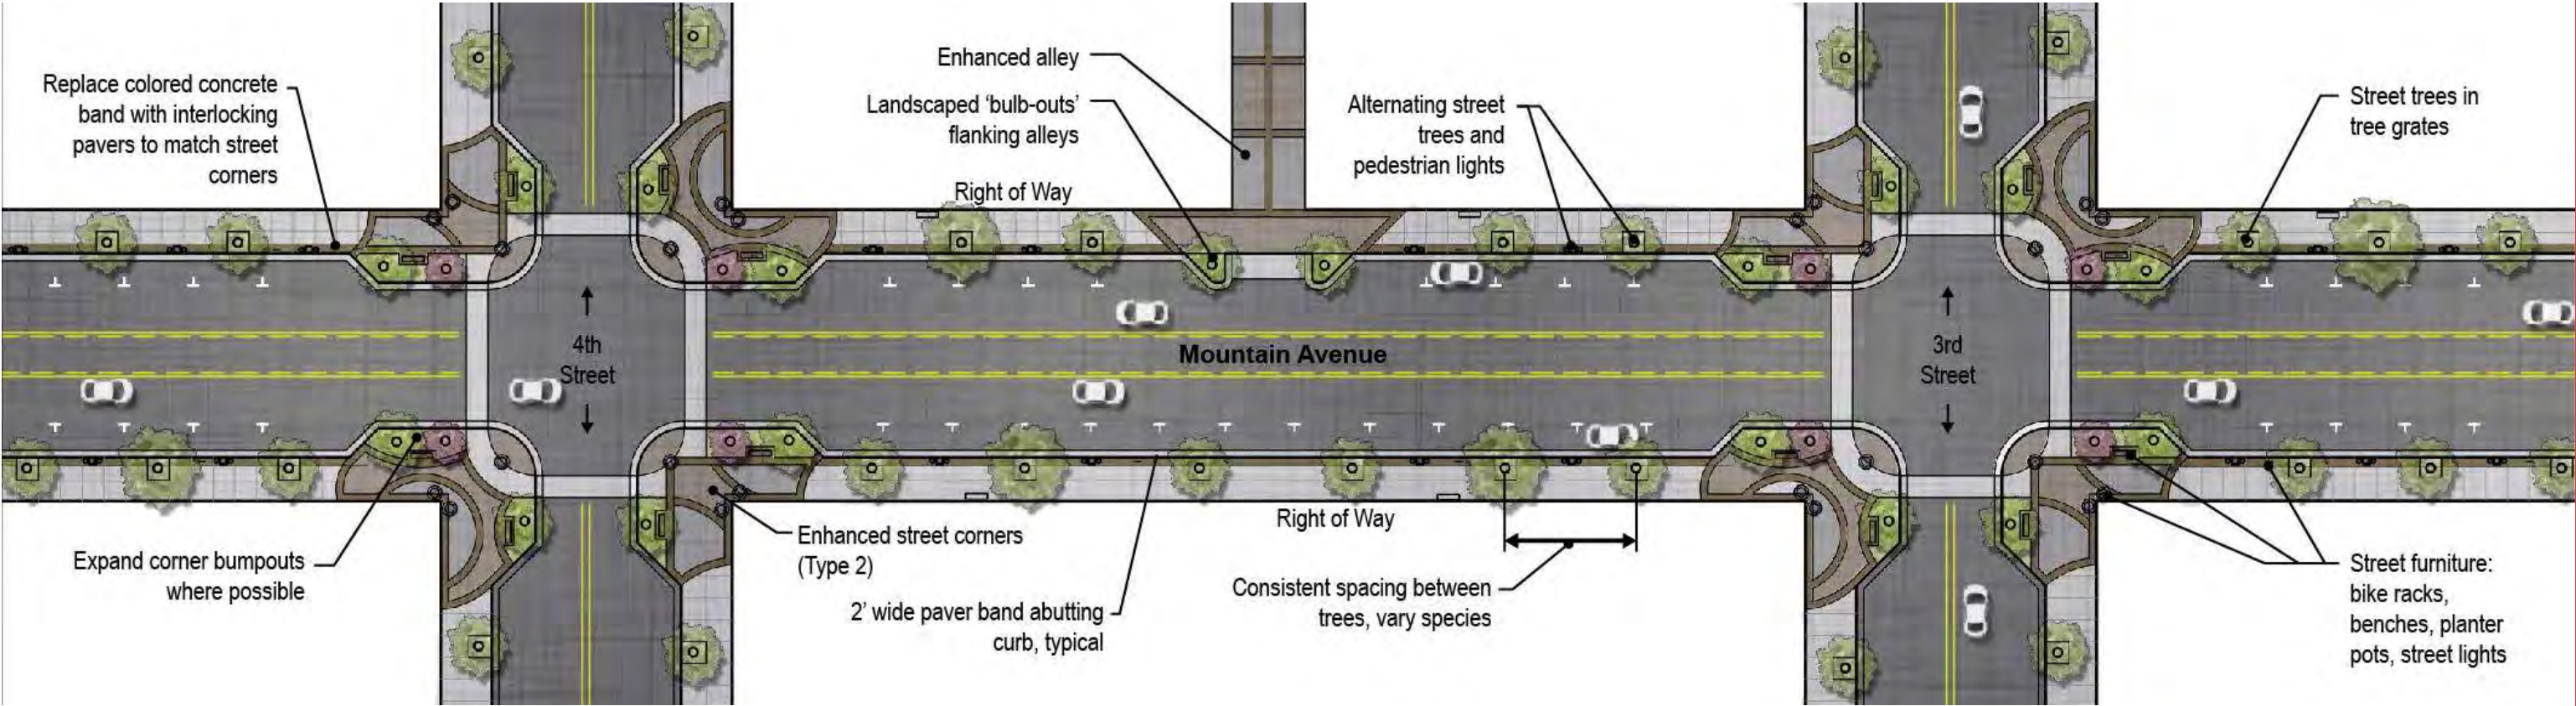 Replace colored concrete
band with interlocking
pavers to match street
corners
Enhanced alley
Landscaped ‘bulb-outs’
flanking alleys
Right of Way
Alternating street
trees and
pedestrian lights
Street trees in
tree grates
4th
Street
Mountain Avenue
3rd
Street
Expand corner bumpouts
where possible
Enhanced street corners
(Type 2)
2’ wide paver band abutting
curb, typical
Right of Way
Consistent spacing between
trees, vary species
Street furniture:
bike racks,
benches, planter
pots, street lights